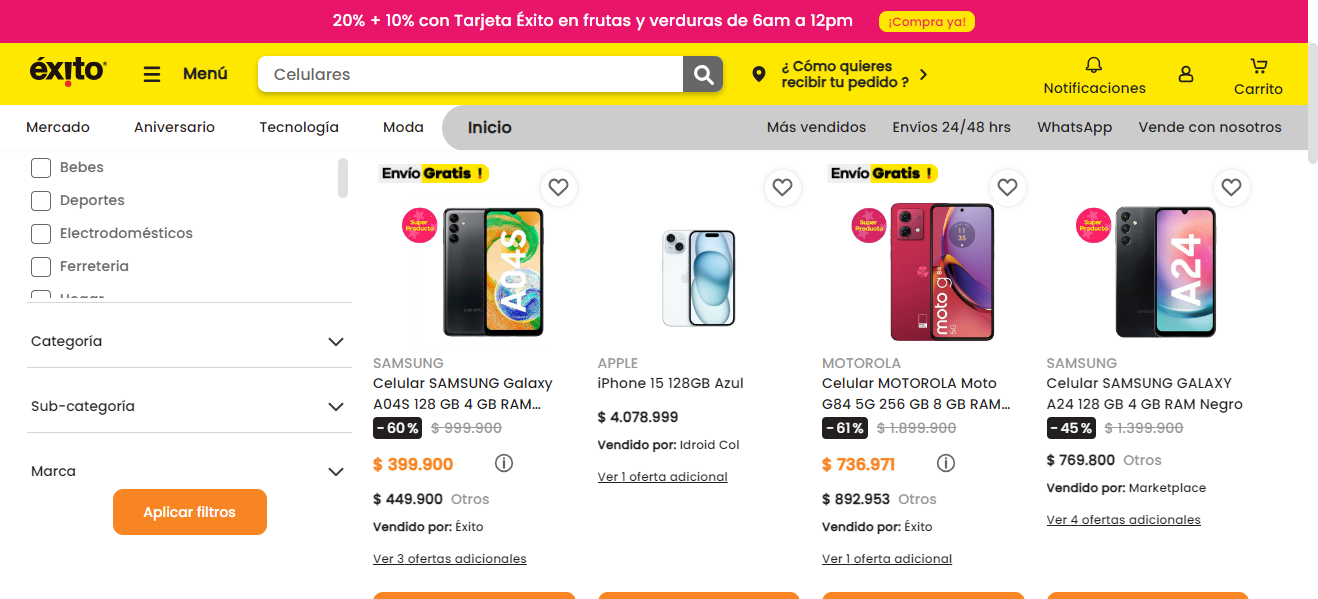 20% + 10% con Tarjeta Éxito en frutas y verduras de 6am a 12pm
¡Compra ya!
éxito
Menú
Celulares
¿ Cómo quieres
recibir tu pedido ?
Notificaciones
Carrito
Mercado
Aniversario
Tecnología
Moda
Inicio
Más vendidos
Envíos 24/48 hrs
WhatsApp
Vende con nosotros
Bebes
Deportes
Electrodomésticos
Ferreteria
Hogar
Categoría
Sub-categoría
Marca
Aplicar filtros
Envío Gratis !
Super
Producto
A04S
SAMSUNG
Celular SAMSUNG Galaxy
A04S 128 GB 4 GB RAM...
-60%
$ 999.900
$ 399.900
$ 449.900 Otros
Vendido por: Éxito
Ver 3 ofertas adicionales
APPLE
iPhone 15 128GB Azul
$ 4.078.999
Vendido por: Idroid Col
Ver 1 oferta adicional
Envío Gratis !
Super
Producto
11
35
moto g84
5G
MOTOROLA
Celular MOTOROLA Moto
G84 5G 256 GB 8 GB RAM...
-61%
$ 1.899.900
$ 736.971
$ 892.953 Otros
Vendido por: Éxito
Ver 1 oferta adicional
Super
Producto
A24
SAMSUNG
Celular SAMSUNG GALAXY
A24 128 GB 4 GB RAM Negro
-45%
$ 1.399.900
$ 769.800 Otros
Vendido por: Marketplace
Ver 4 ofertas adicionales